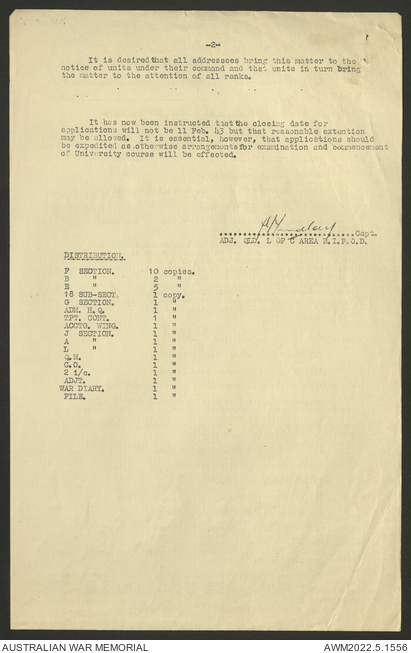 -2-
It is desired that all addressees bring this matter to the
notice of units under their command and that units in turn bring
the matter to the attention of all ranks.
It has now been instructed that the closing date for
applications will not be 11 Feb. 43 but that reasonable extention
may be allowed. It is essential, however, that applications should
be expedited as otherwise arrangements for examination and commencement
of University course will be effected.
Capt.
ADJ. QLD. L OF C AREA E.I.P.O.D.
DISTRIBUTION.
F SECTION. 10 copies.
B " 2 "
E " 5 "
18 SUB-SECT. 1 copy.
G SECTION. 1 "
ADM. H.Q. 1 "
TPT. CONT. 1 "
ACCTG. WING. 1 "
J SECTION. 1 "
A " 1 "
L " 1 "
Q.M. 1 "
C.O. 1 "
2 i/c. 1 "
ADJT. 1 "
WAR DIARY. 1 "
FILE. 1 "
AUSTRALIAN WAR MEMORIAL AWM2022.5.1556